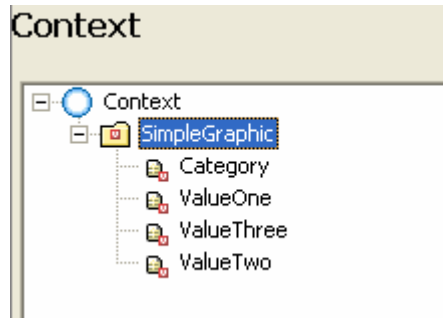 Context
Context
SimpleGraphic
Category
ValueOne
ValueThree
ValueTwo